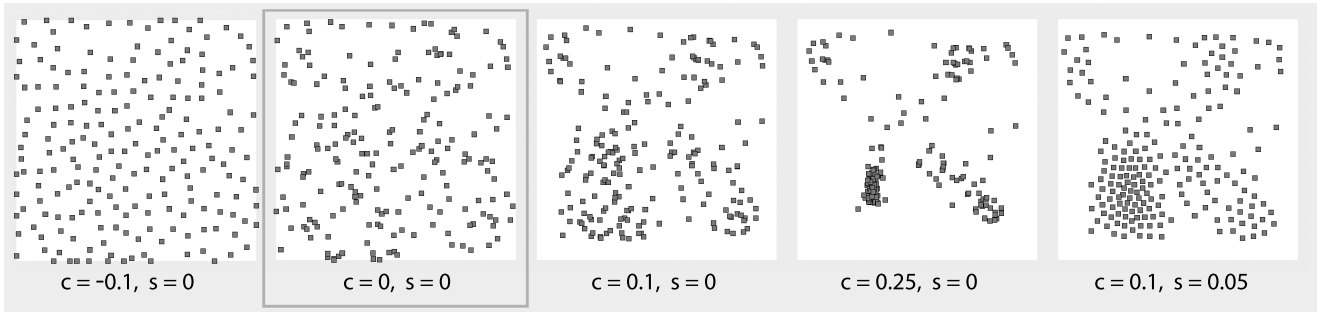 c = -0.1, s = 0
c = 0, s = 0
c = 0.1, s = 0
c = 0.25, s = 0
c = 0.1, s = 0.05